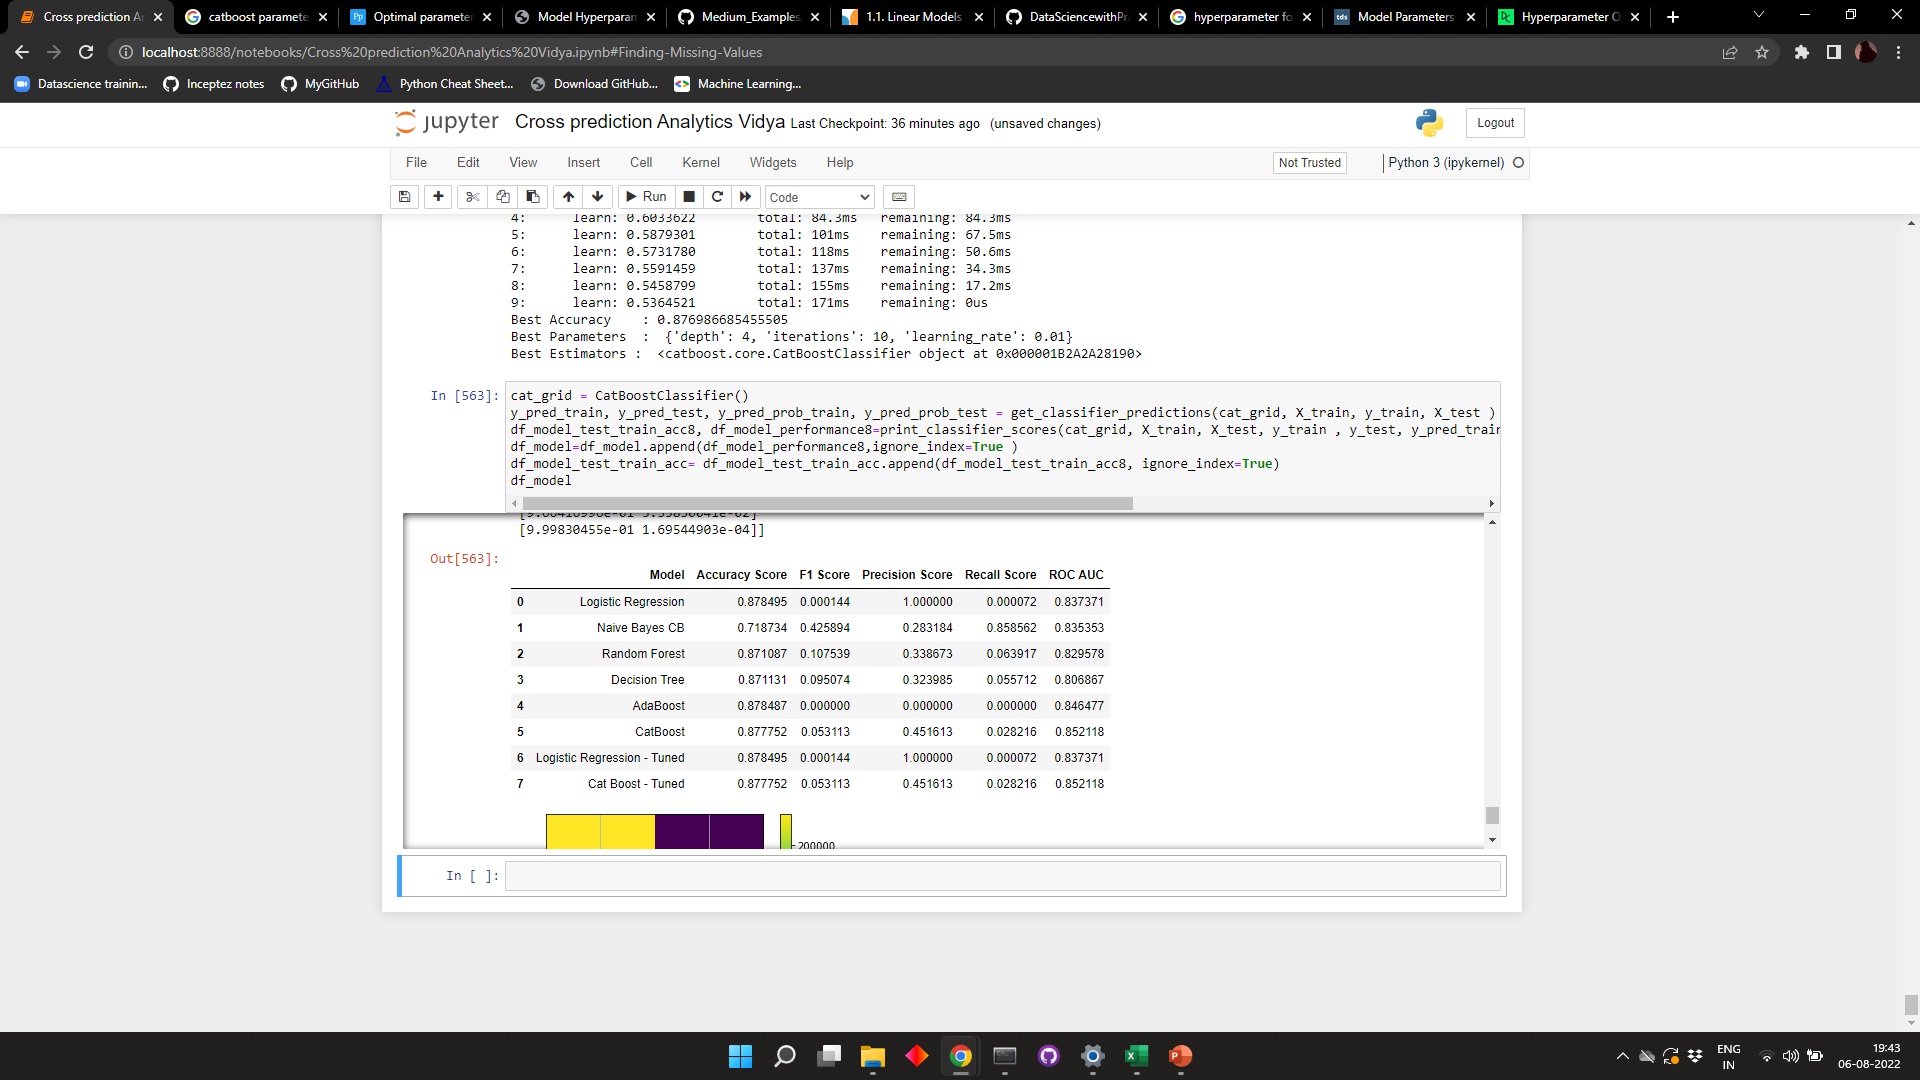 Cross prediction Ar
catboost paramete
Optimal parameter
Model Hyperparam
Medium_Examples
1.1. Linear Models
DataSciencewithPr
hyperparameter fo
Model Parameters
Hyperparameter O
localhost:8888/notebooks/Cross%20prediction%20Analytics%20Vidya.ipynb#Finding-Missing-Values
Datascience trainin...
Inceptez notes
MyGitHub
Python Cheat Sheet...
Download GitHub...
Machine Learning...
jupyter Cross prediction Analytics Vidya Last Checkpoint: 36 minutes ago (unsaved changes)
Logout
File Edit View Insert Cell Kernel Widgets Help
Not Trusted
Python 3 (ipykernel)
Run
Code
4: learn: 0.6033622 total: 84.3ms remaining: 84.3ms
5: learn: 0.5879301 total: 101ms remaining: 67.5ms
6: learn: 0.5731780 total: 118ms remaining: 50.6ms
7: learn: 0.5591459 total: 137ms remaining: 34.3ms
8: learn: 0.5458799 total: 155ms remaining: 17.2ms
9: learn: 0.5364521 total: 171ms remaining: 0us
Best Accuracy : 0.876986685455505
Best Parameters : {'depth': 4, 'iterations': 10, 'learning_rate': 0.01}
Best Estimators : <catboost.core.CatBoostClassifier object at 0x000001B2A2A28190>
In [563]:
cat_grid = CatBoostClassifier()
y_pred_train, y_pred_test, y_pred_prob_train, y_pred_prob_test = get_classifier_predictions(cat_grid, X_train, y_train, X_test )
df_model_test_train_acc8, df_model_performance8=print_classifier_scores(cat_grid, X_train, X_test, y_train , y_test, y_pred_train
df_model=df_model.append(df_model_performance8,ignore_index=True )
df_model_test_train_acc= df_model_test_train_acc.append(df_model_test_train_acc8, ignore_index=True)
df_model
[9.99830455e-01 1.69544903e-04]]
Out[563]:
Model Accuracy Score F1 Score Precision Score Recall Score ROC AUC
0 Logistic Regression 0.878495 0.000144 1.000000 0.000072 0.837371
1 Naive Bayes CB 0.718734 0.425894 0.283184 0.858562 0.835353
2 Random Forest 0.871087 0.107539 0.338673 0.063917 0.829578
3 Decision Tree 0.871131 0.095074 0.323985 0.055712 0.806867
4 AdaBoost 0.878487 0.000000 0.000000 0.000000 0.846477
5 CatBoost 0.877752 0.053113 0.451613 0.028216 0.852118
6 Logistic Regression - Tuned 0.878495 0.000144 1.000000 0.000072 0.837371
7 Cat Boost - Tuned 0.877752 0.053113 0.451613 0.028216 0.852118
200000
In [ ]:
ENG
IN
19:43
06-08-2022